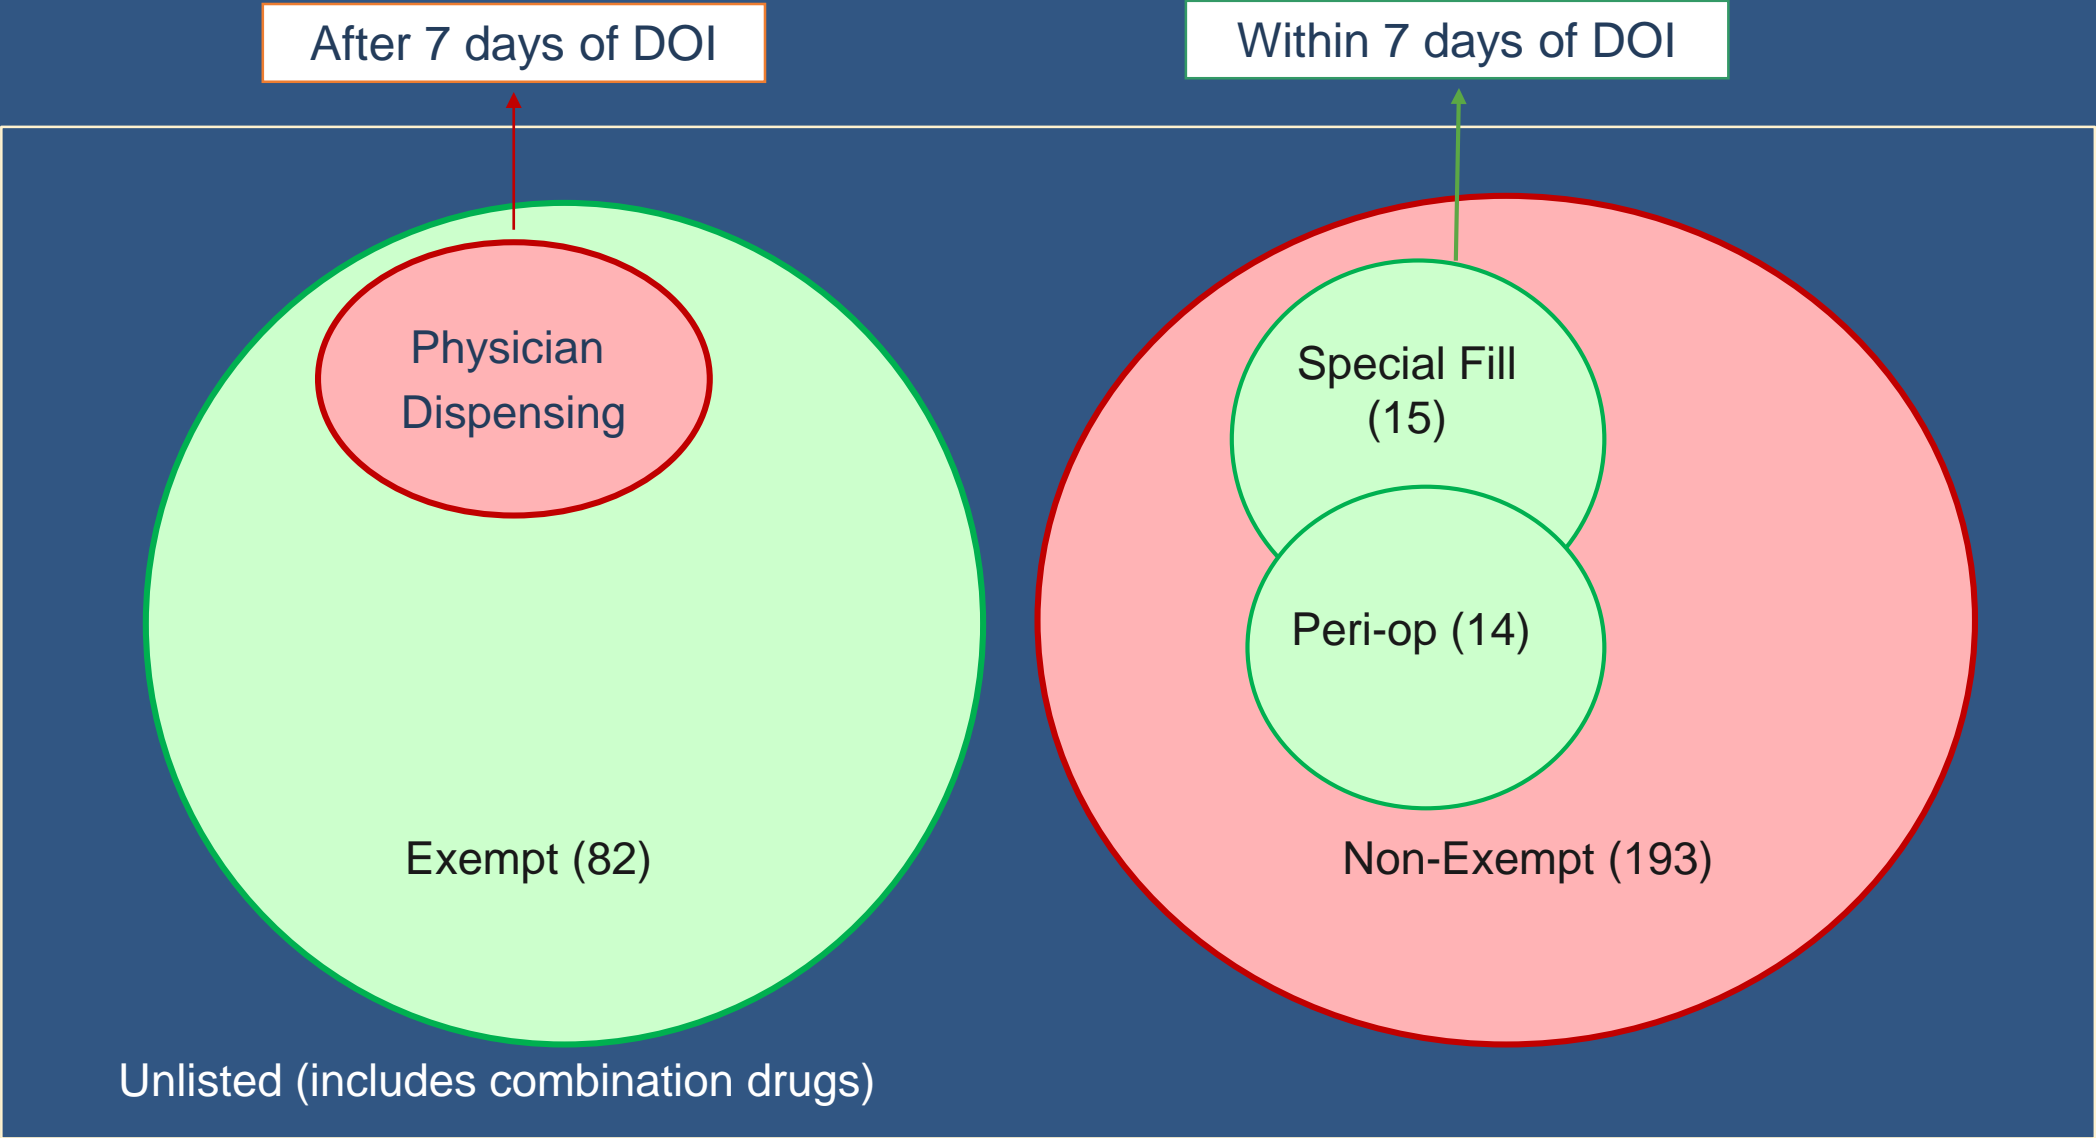 After 7 days of DOI
Within 7 days of DOI
Physician
Dispensing
Special Fill
(15)
Peri-op (14)
Exempt (82)
Non-Exempt (193)
Unlisted (includes combination drugs)